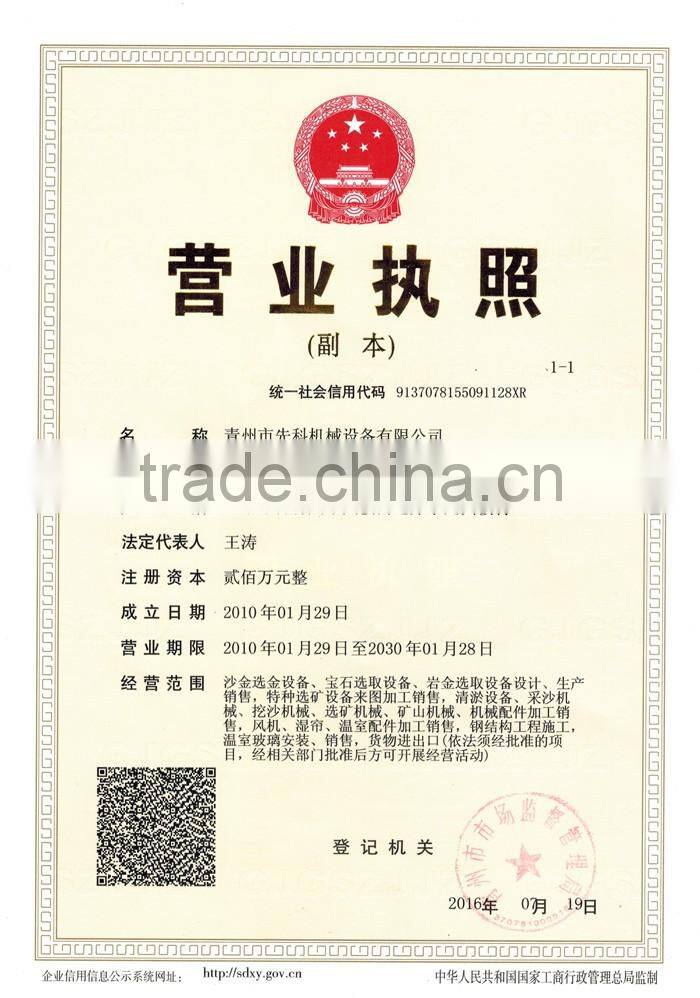 营业执照
(副 本)
1-1
统一社会信用代码 9137078155091128XR
名 称 青州市先科机械设备有限公司
trade.china.cn
法定代表人 王涛
注册资本 贰佰万元整
成立日期 2010年01月29日
营业期限 2010年01月29日至2030年01月28日
经营范围 沙金选金设备、宝石选取设备、岩金选取设备设计、生产
销售，特种选矿设备来图加工销售，清淤设备、采沙机
械、挖沙机械、选矿机械、矿山机械、机械配件加工销
售，风机、湿帘、温室配件加工销售，钢结构工程施工，
温室玻璃安装、销售，货物进出口(依法须经批准的项
目，经相关部门批准后方可开展经营活动)
登记机关
青州市市场监督管理局
2016年 07月 19日
企业信用信息公示系统网址： http://sdxy.gov.cn
中华人民共和国国家工商行政管理总局监制